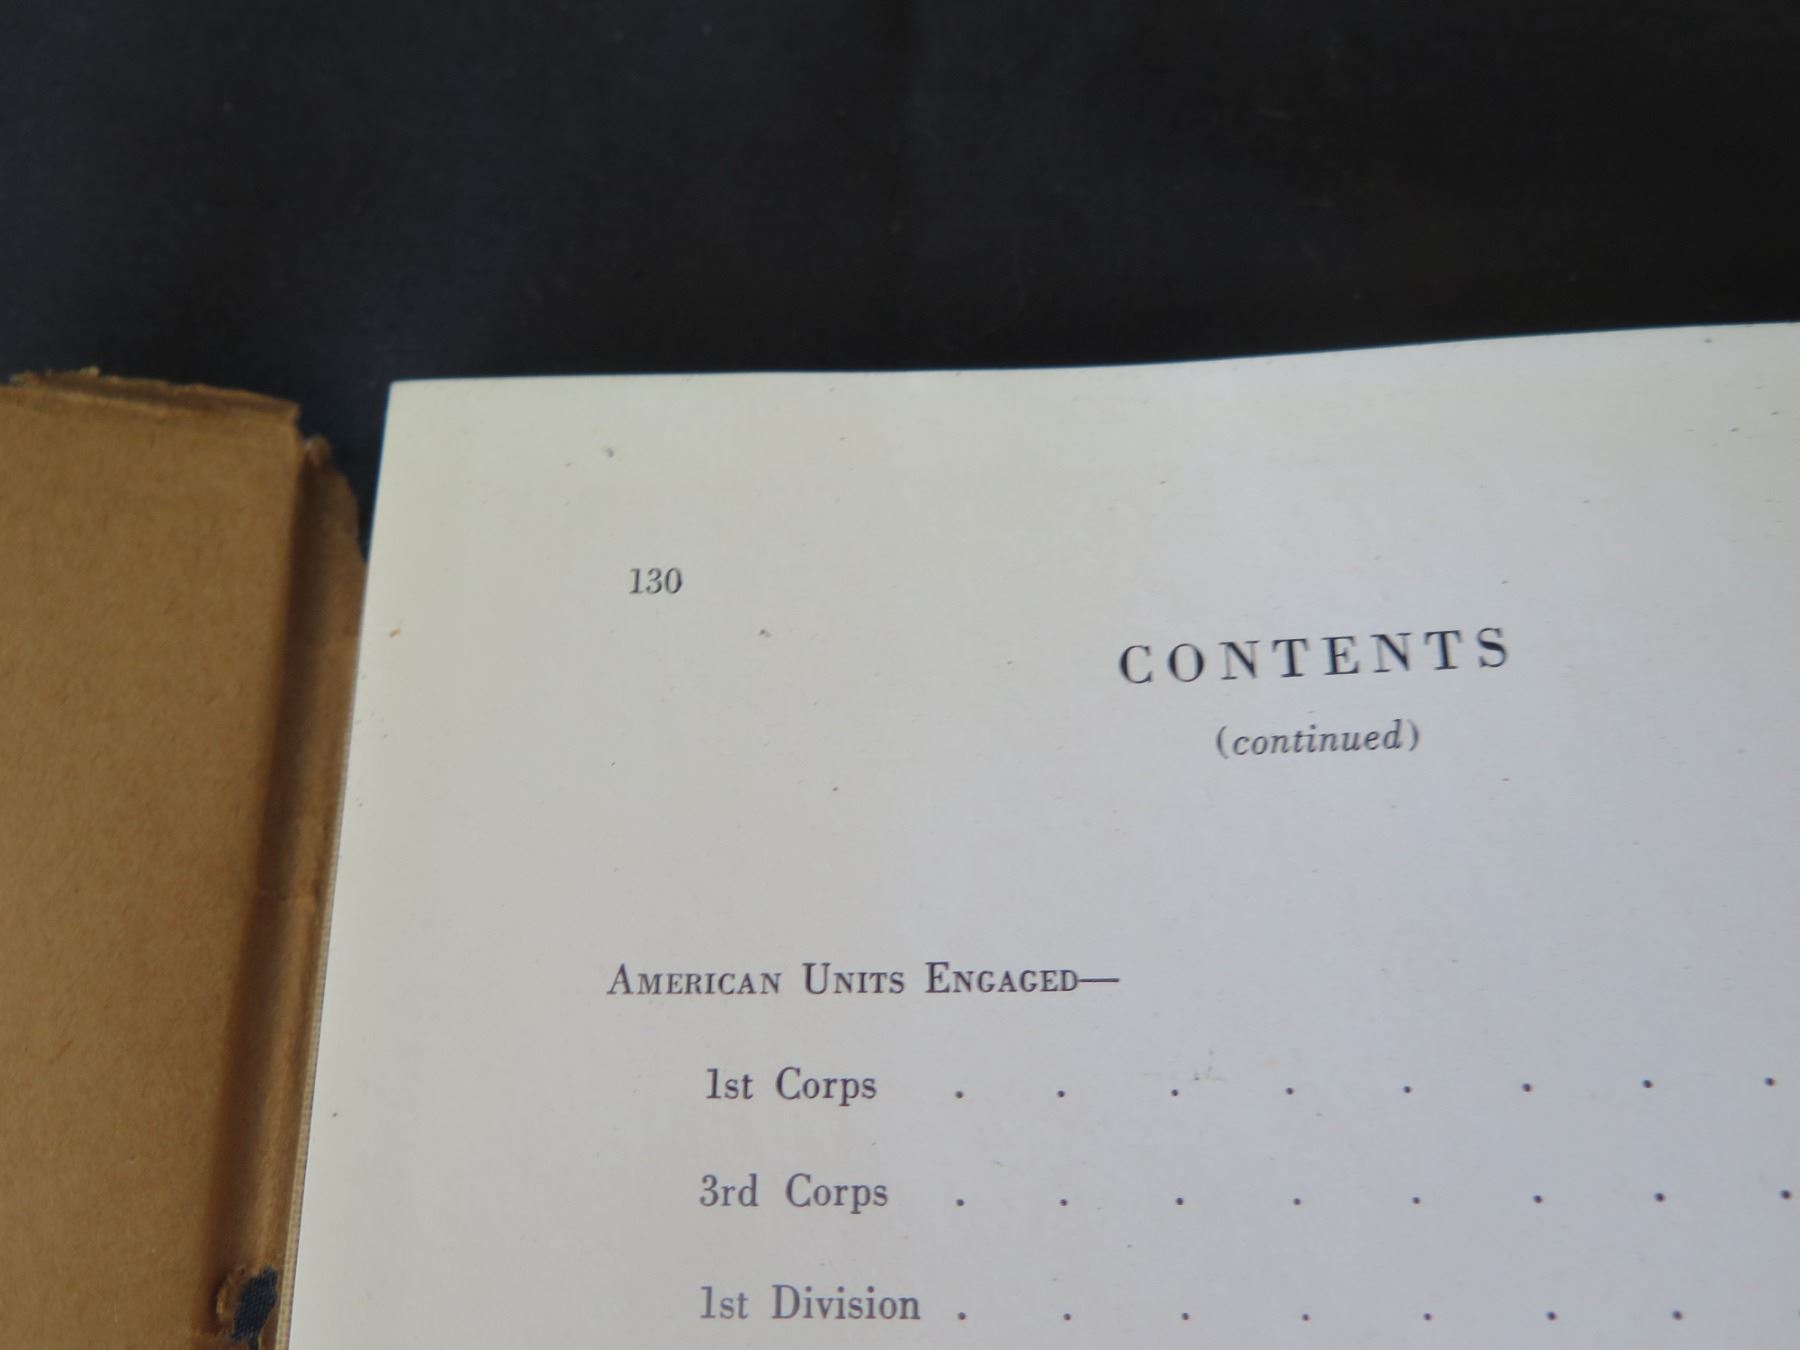 130
CONTENTS
(continued)
AMERICAN UNITS ENGAGED—
1st Corps . . . . . . . .
3rd Corps . . . . . . . .
1st Division . . . . . . .